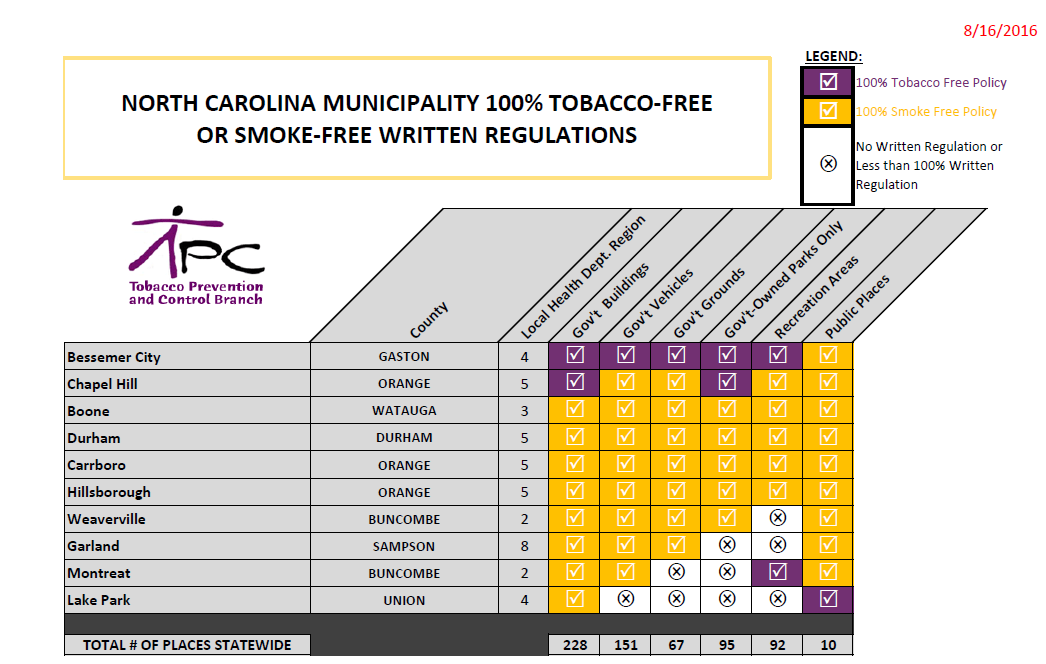 8/16/2016
LEGEND:
NORTH CAROLINA MUNICIPALITY 100% TOBACCO-FREE
OR SMOKE-FREE WRITTEN REGULATIONS
☑ 100% Tobacco Free Policy
☑ 100% Smoke Free Policy
No Written Regulation or
ⓧ Less than 100% Written
Regulation
TPC
Tobacco Prevention
and Control Branch
County
Local Health Dept. Region
Gov't Buildings
Gov't Vehicles
Gov't Grounds
Gov't-Owned Parks Only
Recreation Areas
Public Places
Bessemer City GASTON 4 ☑ ☑ ☑ ☑ ☑ ☑
Chapel Hill ORANGE 5 ☑ ☑ ☑ ☑ ☑ ☑
Boone WATAUGA 3 ☑ ☑ ☑ ☑ ☑ ☑
Durham DURHAM 5 ☑ ☑ ☑ ☑ ☑ ☑
Carrboro ORANGE 5 ☑ ☑ ☑ ☑ ☑ ☑
Hillsborough ORANGE 5 ☑ ☑ ☑ ☑ ☑ ☑
Weaverville BUNCOMBE 2 ☑ ☑ ☑ ☑ ⓧ ☑
Garland SAMPSON 8 ☑ ☑ ☑ ⓧ ⓧ ☑
Montreat BUNCOMBE 2 ☑ ☑ ⓧ ⓧ ☑ ☑
Lake Park UNION 4 ☑ ⓧ ⓧ ⓧ ⓧ ☑
TOTAL # OF PLACES STATEWIDE 228 151 67 95 92 10